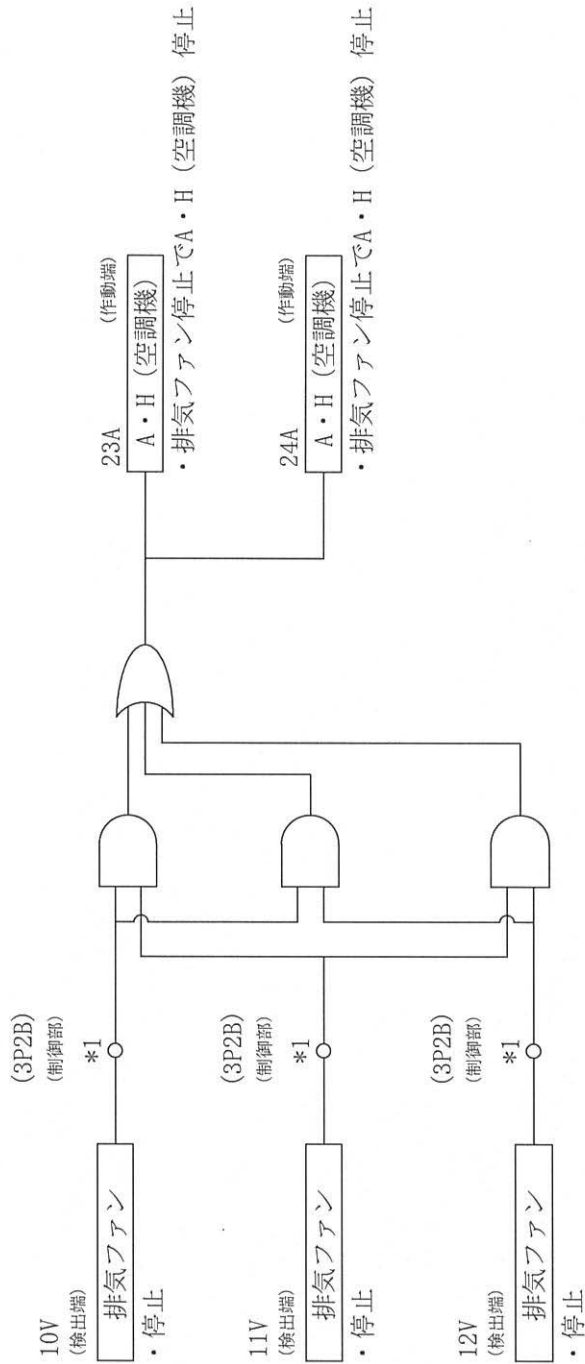 10V
(検出端)
排気ファン
・停止
(3P2B)
(制御部)
*1
11V
(検出端)
排気ファン
・停止
(3P2B)
(制御部)
*1
12V
(検出端)
排気ファン
・停止
(3P2B)
(制御部)
*1
23A
(作動端)
A・H (空調機)
・排気ファン停止でA・H (空調機) 停止
24A
(作動端)
A・H (空調機)
・排気ファン停止でA・H (空調機) 停止